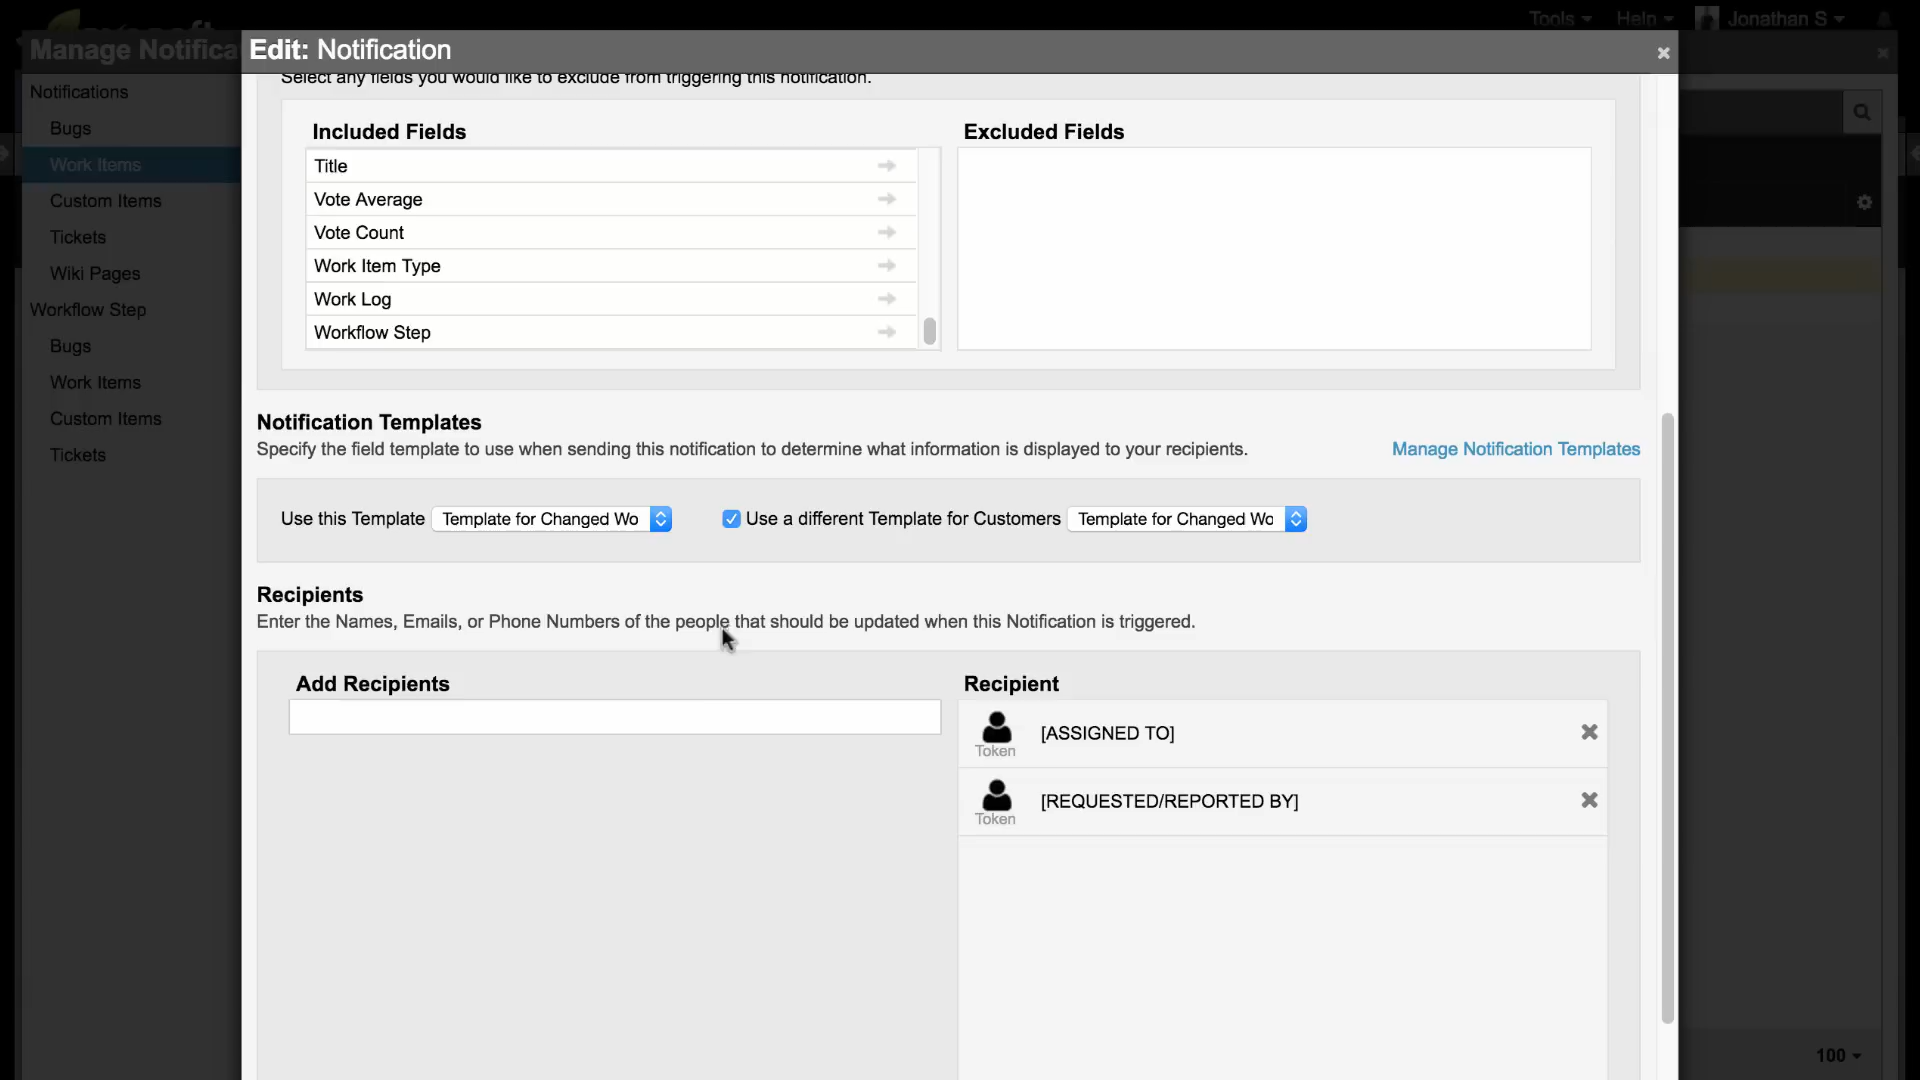 Tools
Help
Jonathan S
Manage Notifica
Edit: Notification
Select any fields you would like to exclude from triggering this notification.
Notifications
Bugs
Work Items
Custom Items
Tickets
Wiki Pages
Workflow Step
Bugs
Work Items
Custom Items
Tickets
Included Fields
Title
Vote Average
Vote Count
Work Item Type
Work Log
Workflow Step
Excluded Fields
Notification Templates
Specify the field template to use when sending this notification to determine what information is displayed to your recipients.
Manage Notification Templates
Use this Template Template for Changed Wo
Use a different Template for Customers Template for Changed Wo
Recipients
Enter the Names, Emails, or Phone Numbers of the people that should be updated when this Notification is triggered.
Add Recipients
Recipient
Token [ASSIGNED TO]
Token [REQUESTED/REPORTED BY]
100